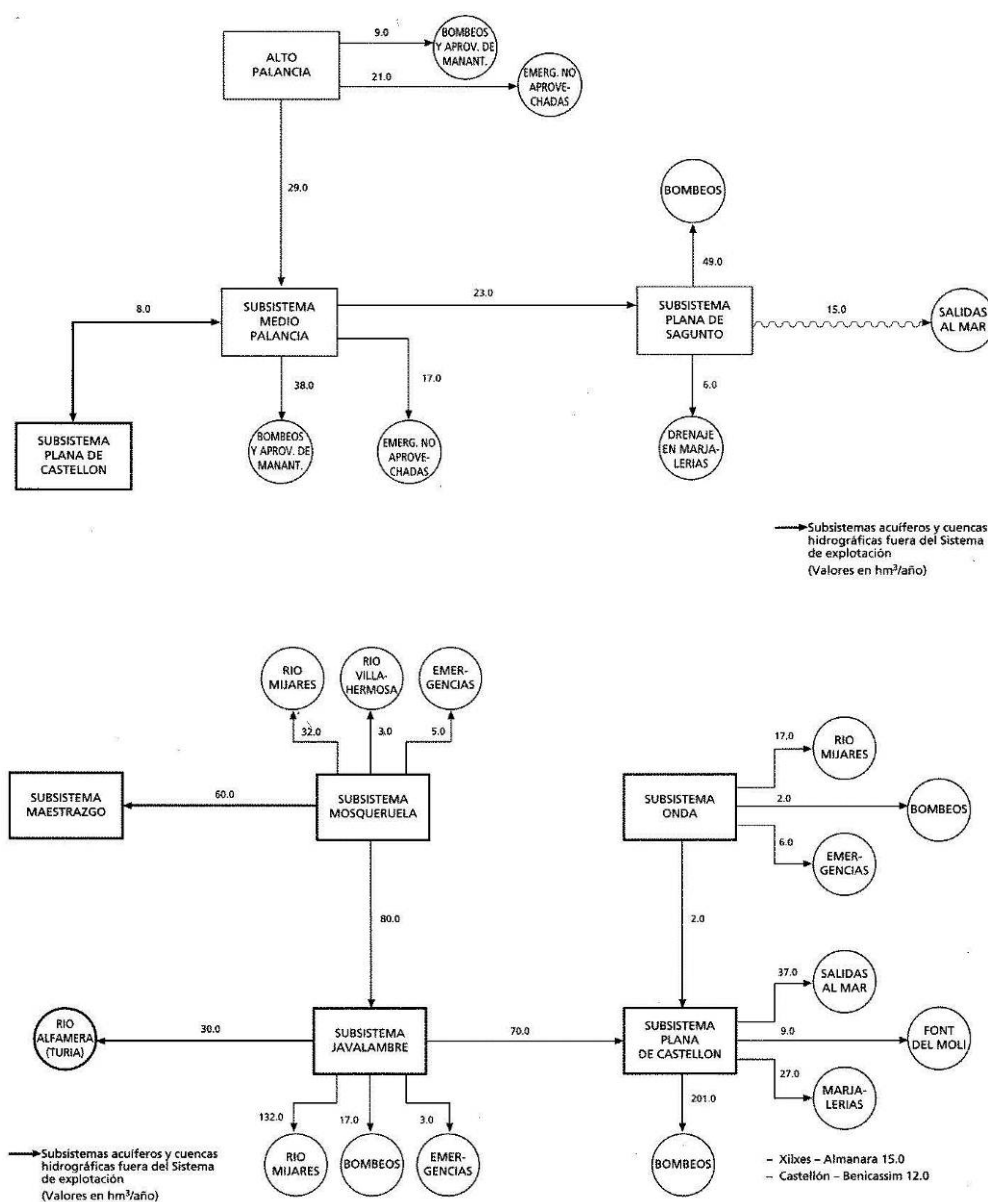 9.0
BOMBEOS
Y APROV. DE
MANANT.
ALTO
PALANCIA
21.0
EMERG. NO
APROVE-
CHADAS
29.0
BOMBEOS
49.0
8.0
SUBSISTEMA
MEDIO
PALANCIA
23.0
SUBSISTEMA
PLANA DE
SAGUNTO
15.0
SALIDAS
AL MAR
38.0
17.0
6.0
SUBSISTEMA
PLANA DE
CASTELLON
BOMBEOS
Y APROV. DE
MANANT.
EMERG. NO
APROVE-
CHADAS
DRENAJE
EN MARJA-
LERIAS
Subsistemas acuíferos y cuencas
hidrográficas fuera del Sistema
de explotación
(Valores en hm³/año)
RIO
MIJARES
RIO
VILLA-
HERMOSA
EMER-
GENCIAS
32.0
3.0
5.0
SUBSISTEMA
MAESTRAZGO
60.0
SUBSISTEMA
MOSQUERUELA
17.0
RIO
MIJARES
SUBSISTEMA
ONDA
2.0
BOMBEOS
6.0
EMER-
GENCIAS
80.0
2.0
RIO
ALFAMERA
(TURIA)
30.0
SUBSISTEMA
JAVALAMBRE
70.0
SUBSISTEMA
PLANA
DE CASTELLON
37.0
SALIDAS
AL MAR
9.0
FONT
DEL MOLI
27.0
MARJA-
LERIAS
132.0
17.0
3.0
201.0
RIO
MIJARES
BOMBEOS
EMER-
GENCIAS
BOMBEOS
Subsistemas acuíferos y cuencas
hidrográficas fuera del Sistema
de explotación
(Valores en hm³/año)
– Xilxes – Almanara 15.0
– Castellón – Benicassim 12.0